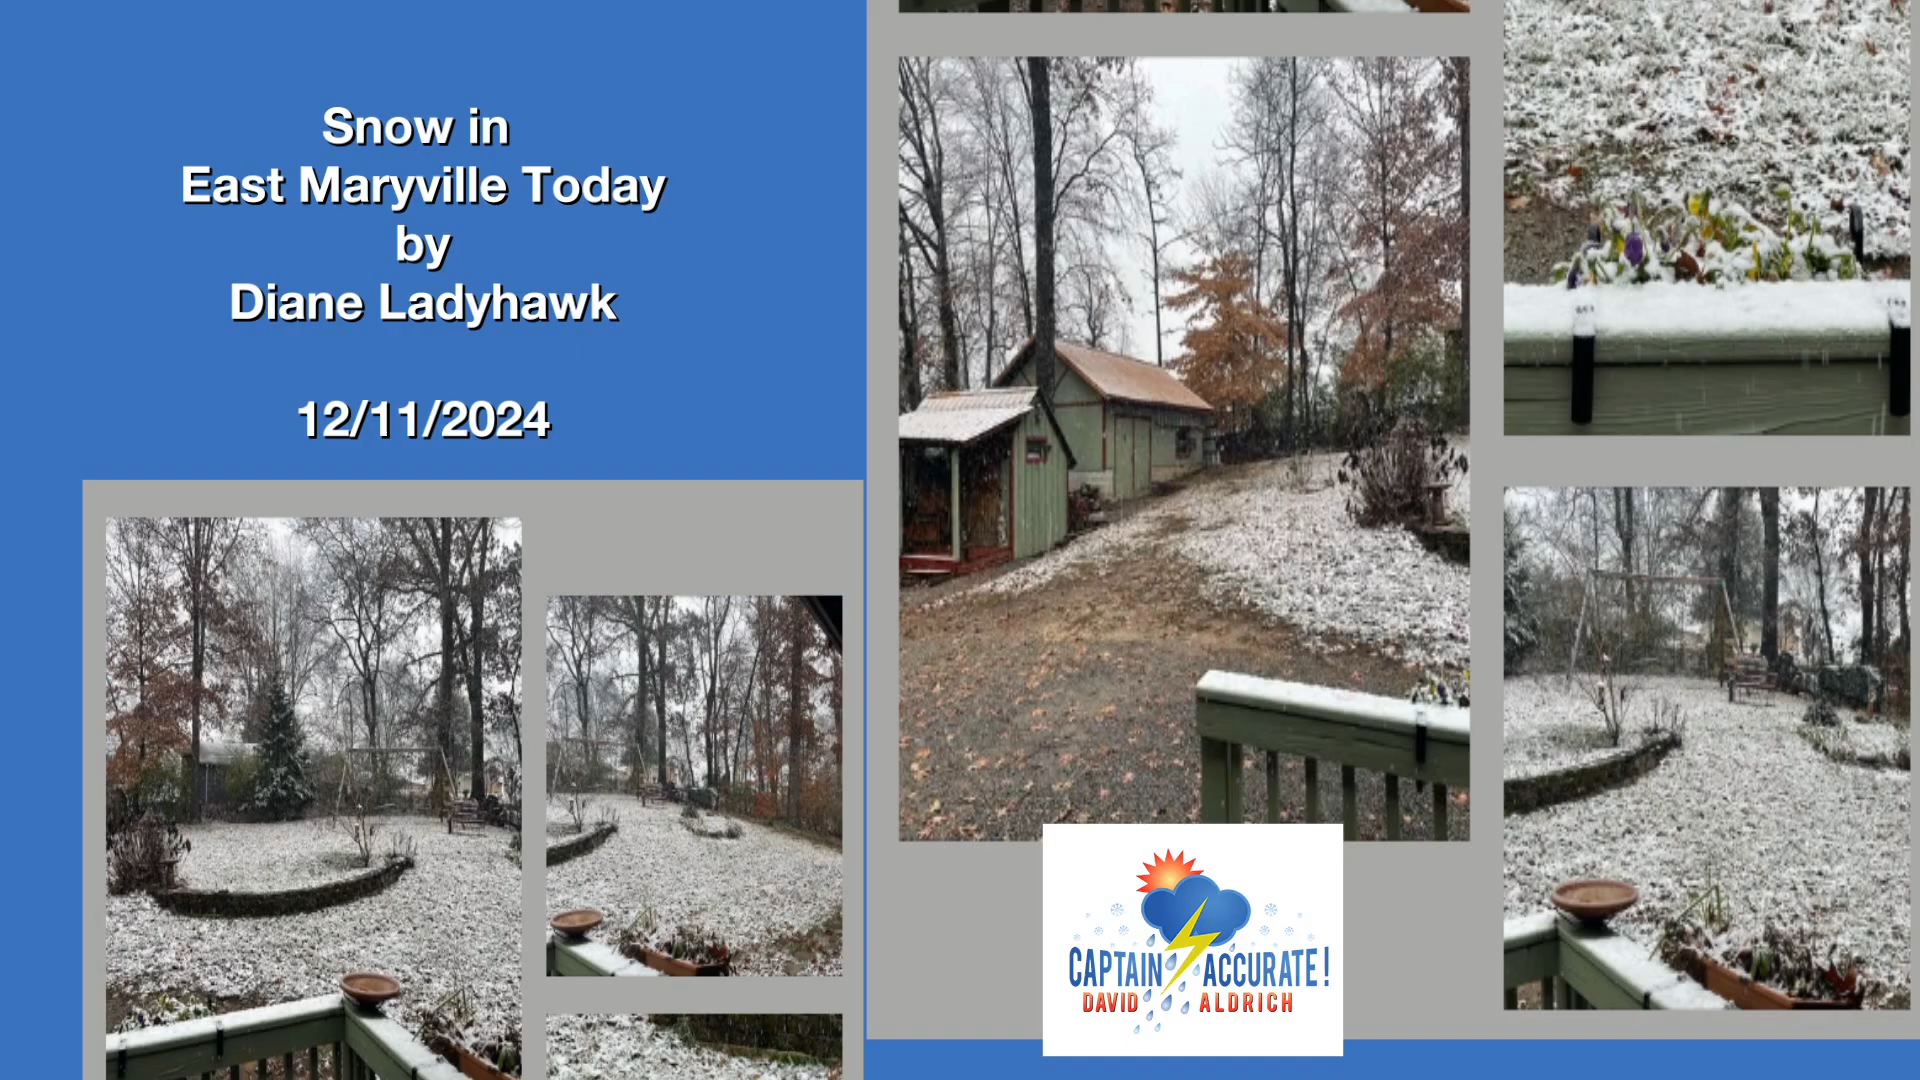 Snow in
East Maryville Today
by
Diane Ladyhawk
12/11/2024
CAPTAIN ACCURATE!
DAVID ALDRICH